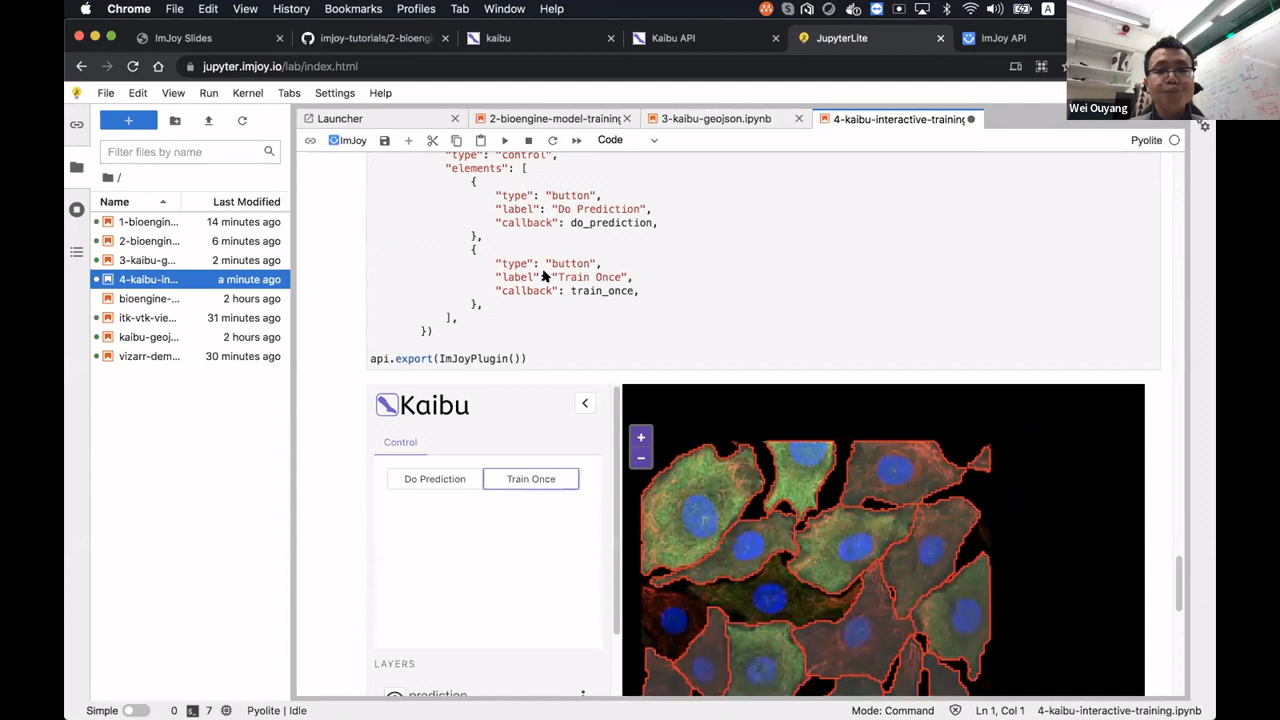 Chrome File Edit View History Bookmarks Profiles Tab Window Help
ImJoy Slides
imjoy-tutorials/2-bioeng
kaibu
Kaibu API
JupyterLite
ImJoy API
jupyter.imjoy.io/lab/index.html
Wei Ouyang
File Edit View Run Kernel Tabs Settings Help
Launcher
2-bioengine-model-training
3-kaibu-geojson.ipynb
4-kaibu-interactive-training
Filter files by name
ImJoy
Code
Pyolite
/
Name Last Modified
1-bioengin... 14 minutes ago
2-bioengin... 6 minutes ago
3-kaibu-g... 2 minutes ago
4-kaibu-in... a minute ago
bioengine-... 2 hours ago
itk-vtk-vie... 31 minutes ago
kaibu-geoj... 2 hours ago
vizarr-dem... 30 minutes ago
"type": "control",
"elements": [
{
"type": "button",
"label": "Do Prediction",
"callback": do_prediction,
},
{
"type": "button",
"label": "Train Once",
"callback": train_once,
},
],
})
api.export(ImJoyPlugin())
Kaibu
Control
Do Prediction Train Once
+
-
LAYERS
prediction
Simple 0 7 Pyolite | Idle Mode: Command Ln 1, Col 1 4-kaibu-interactive-training.ipynb